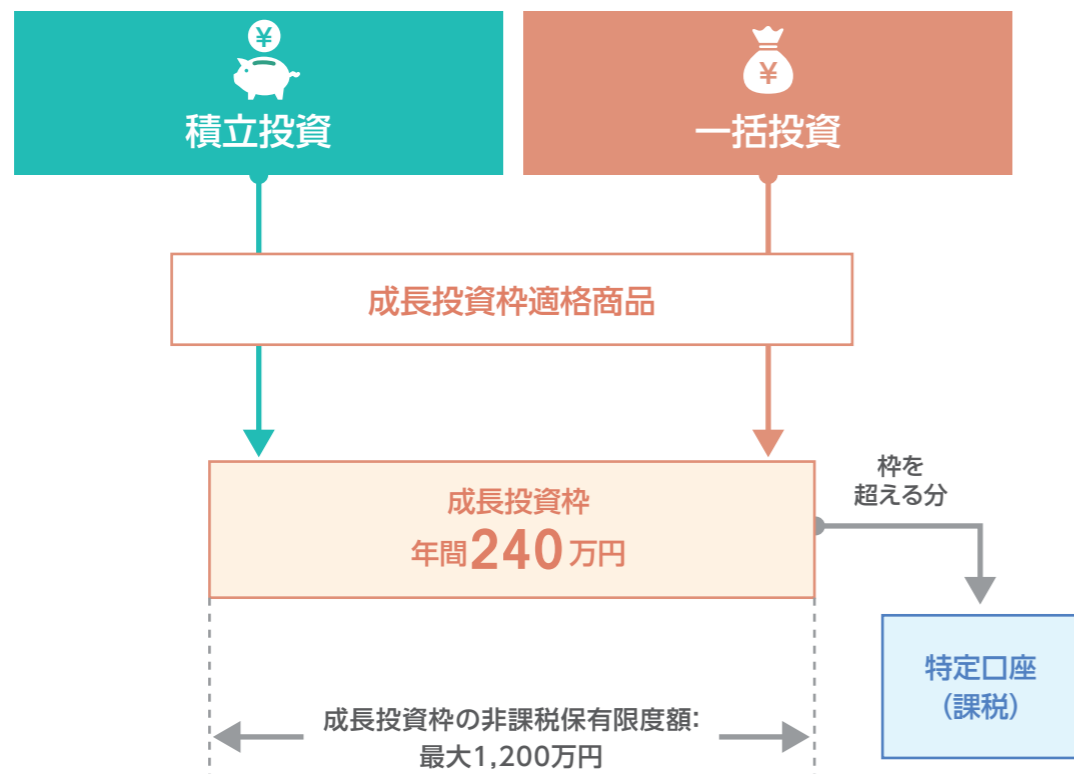 ¥
積立投資
¥
一括投資
成長投資枠適格商品
成長投資枠
年間240万円
枠を
超える分
特定口座
(課税)
成長投資枠の非課税保有限度額:
最大1,200万円